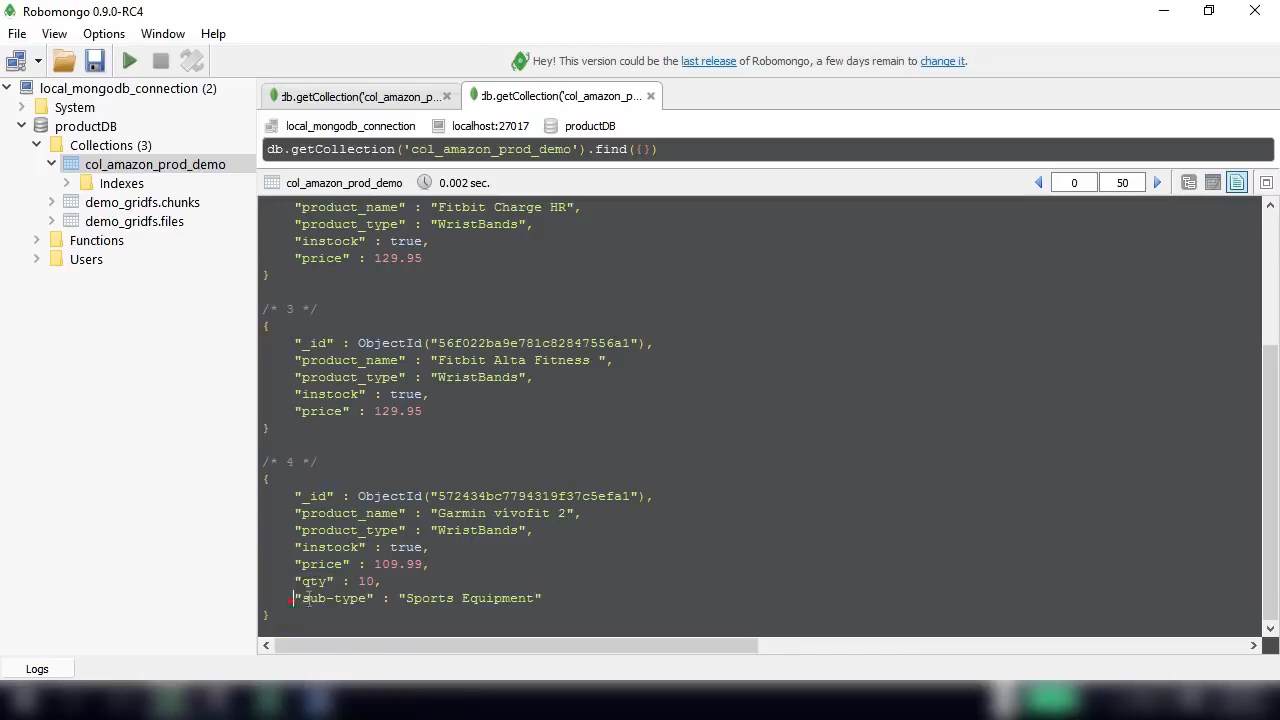 Robomongo 0.9.0-RC4
File View Options Window Help
Hey! This version could be the last release of Robomongo, a few days remain to change it.
local_mongodb_connection (2)
System
productDB
Collections (3)
col_amazon_prod_demo
Indexes
demo_gridfs.chunks
demo_gridfs.files
Functions
Users
db.getCollection('col_amazon_p... db.getCollection('col_amazon_p...
local_mongodb_connection localhost:27017 productDB
db.getCollection('col_amazon_prod_demo').find({})
col_amazon_prod_demo 0.002 sec. 0 50
"product_name" : "Fitbit Charge HR",
"product_type" : "WristBands",
"instock" : true,
"price" : 129.95
}
/* 3 */
{
"_id" : ObjectId("56f022ba9e781c82847556a1"),
"product_name" : "Fitbit Alta Fitness ",
"product_type" : "WristBands",
"instock" : true,
"price" : 129.95
}
/* 4 */
{
"_id" : ObjectId("572434bc7794319f37c5efa1"),
"product_name" : "Garmin vívofit 2",
"product_type" : "WristBands",
"instock" : true,
"price" : 109.99,
"qty" : 10,
"sub-type" : "Sports Equipment"
}
Logs